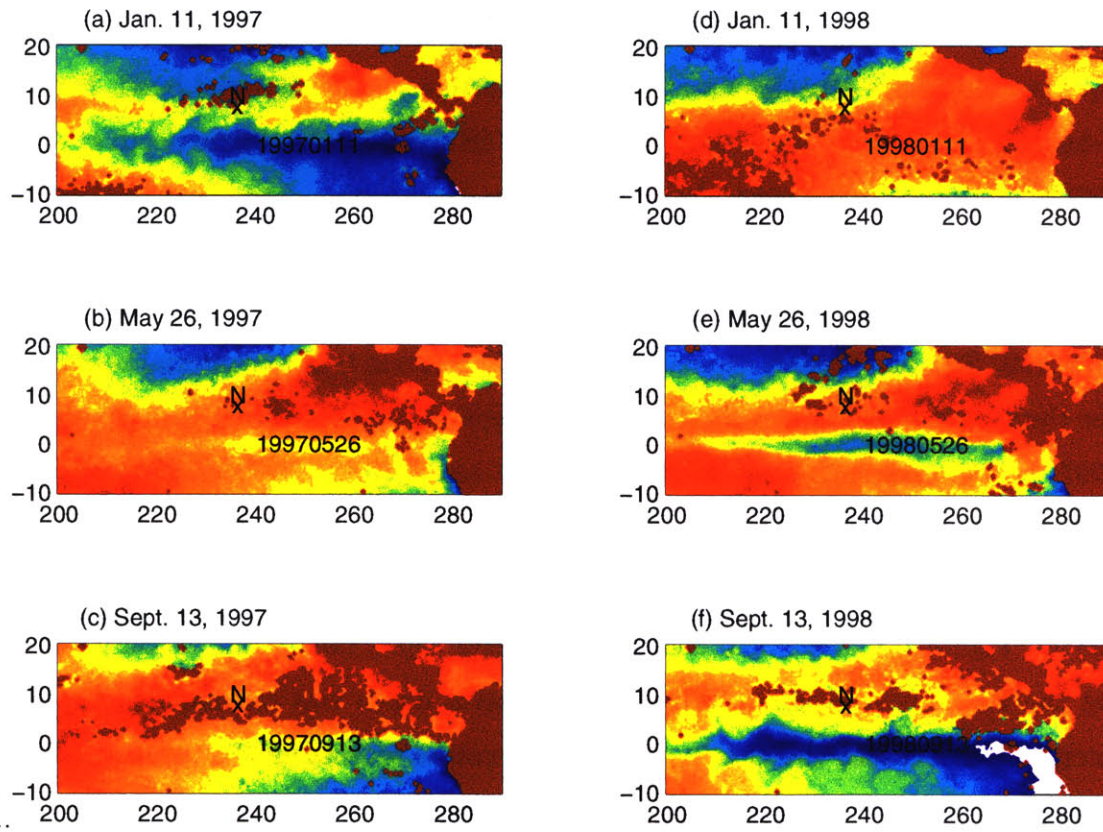 (a) Jan. 11, 1997
20
10
0
−10
N
x
19970111
200 220 240 260 280
(b) May 26, 1997
20
10
0
−10
N
x
19970526
200 220 240 260 280
(c) Sept. 13, 1997
20
10
0
−10
N
x
19970913
200 220 240 260 280
(d) Jan. 11, 1998
20
10
0
−10
N
x
19980111
200 220 240 260 280
(e) May 26, 1998
20
10
0
−10
N
x
19980526
200 220 240 260 280
(f) Sept. 13, 1998
20
10
0
−10
N
x
19980913
200 220 240 260 280